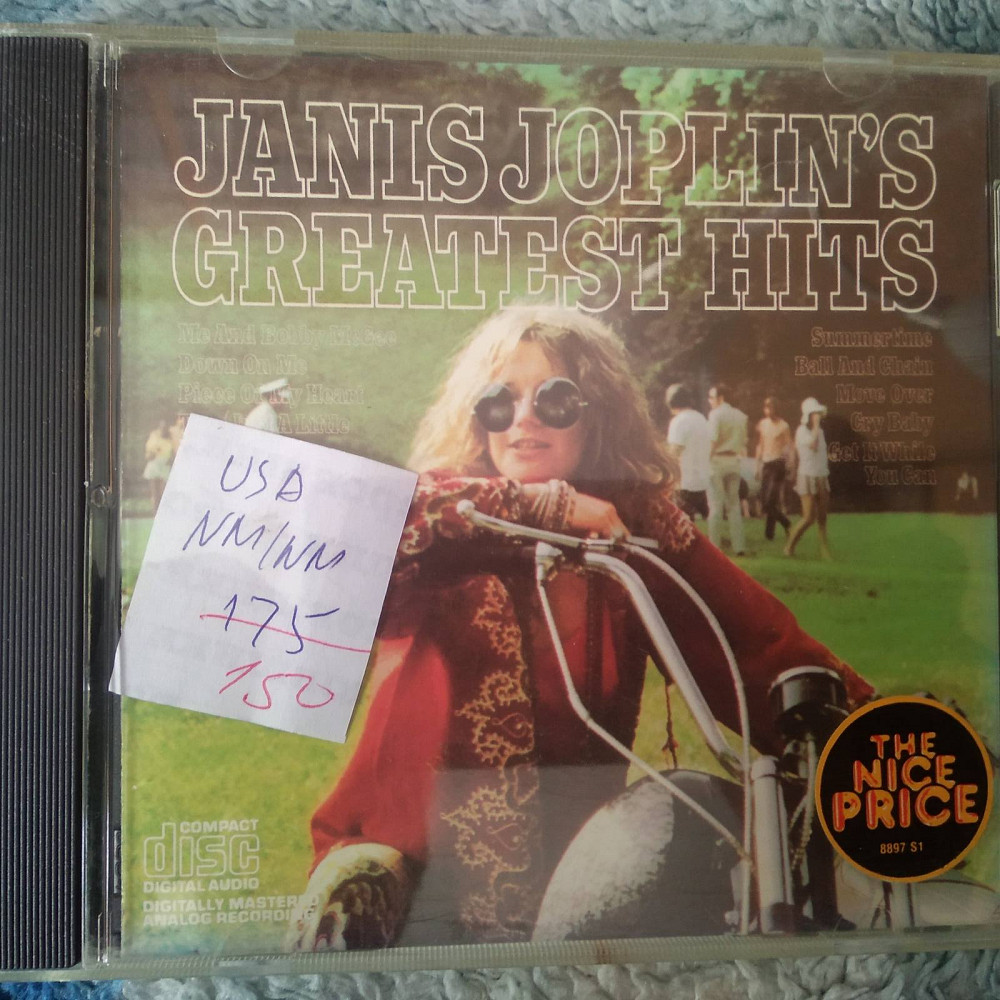 JANIS JOPLIN'S
GREATEST HITS
Me And Bobby McGee
Down On Me
Piece Of My Heart
A Little
Summertime
Ball And Chain
Move Over
Cry Baby
Get It While
You Can
USA
NM/NM
175
150
THE
NICE
PRICE
8897 S1
COMPACT
disc
DIGITAL AUDIO
DIGITALLY MASTERED
ANALOG RECORDING